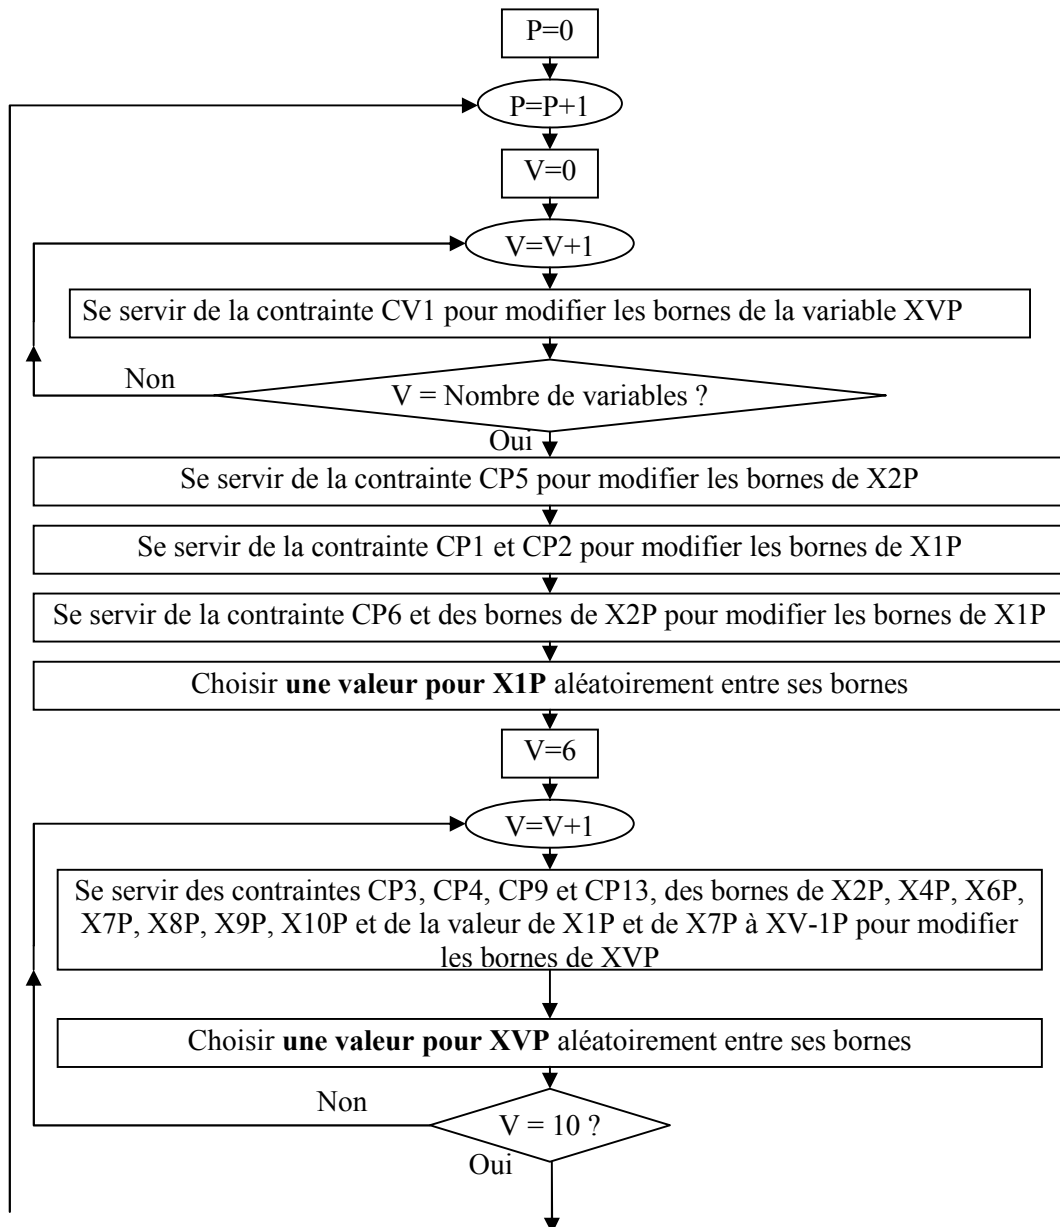 P=0
P=P+1
V=0
V=V+1
Se servir de la contrainte CV1 pour modifier les bornes de la variable XVP
Non
V = Nombre de variables ?
Oui
Se servir de la contrainte CP5 pour modifier les bornes de X2P
Se servir de la contrainte CP1 et CP2 pour modifier les bornes de X1P
Se servir de la contrainte CP6 et des bornes de X2P pour modifier les bornes de X1P
Choisir une valeur pour X1P aléatoirement entre ses bornes
V=6
V=V+1
Se servir des contraintes CP3, CP4, CP9 et CP13, des bornes de X2P, X4P, X6P,
X7P, X8P, X9P, X10P et de la valeur de X1P et de X7P à XV-1P pour modifier
les bornes de XVP
Choisir une valeur pour XVP aléatoirement entre ses bornes
Non
V = 10 ?
Oui